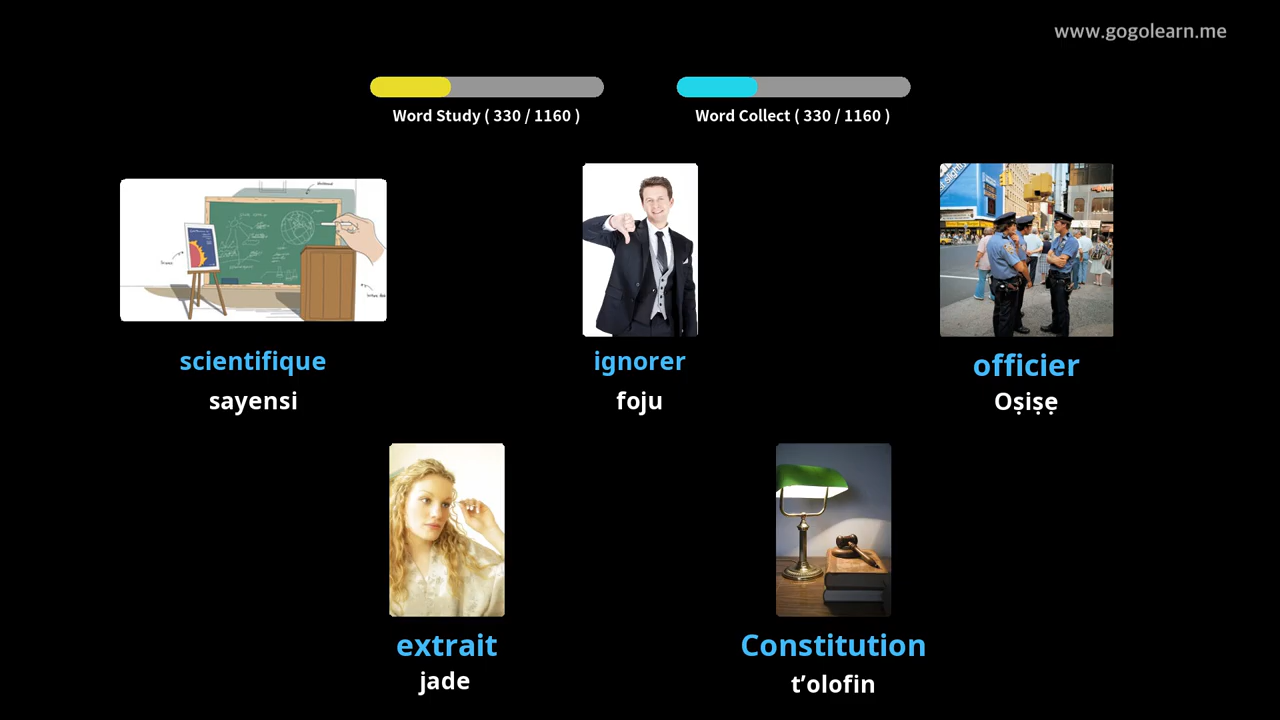 www.gogolearn.me
Word Study ( 330 / 1160 )
Word Collect ( 330 / 1160 )
scientifique
sayensi
ignorer
foju
officier
Oṣiṣẹ
extrait
jade
Constitution
t’olofin